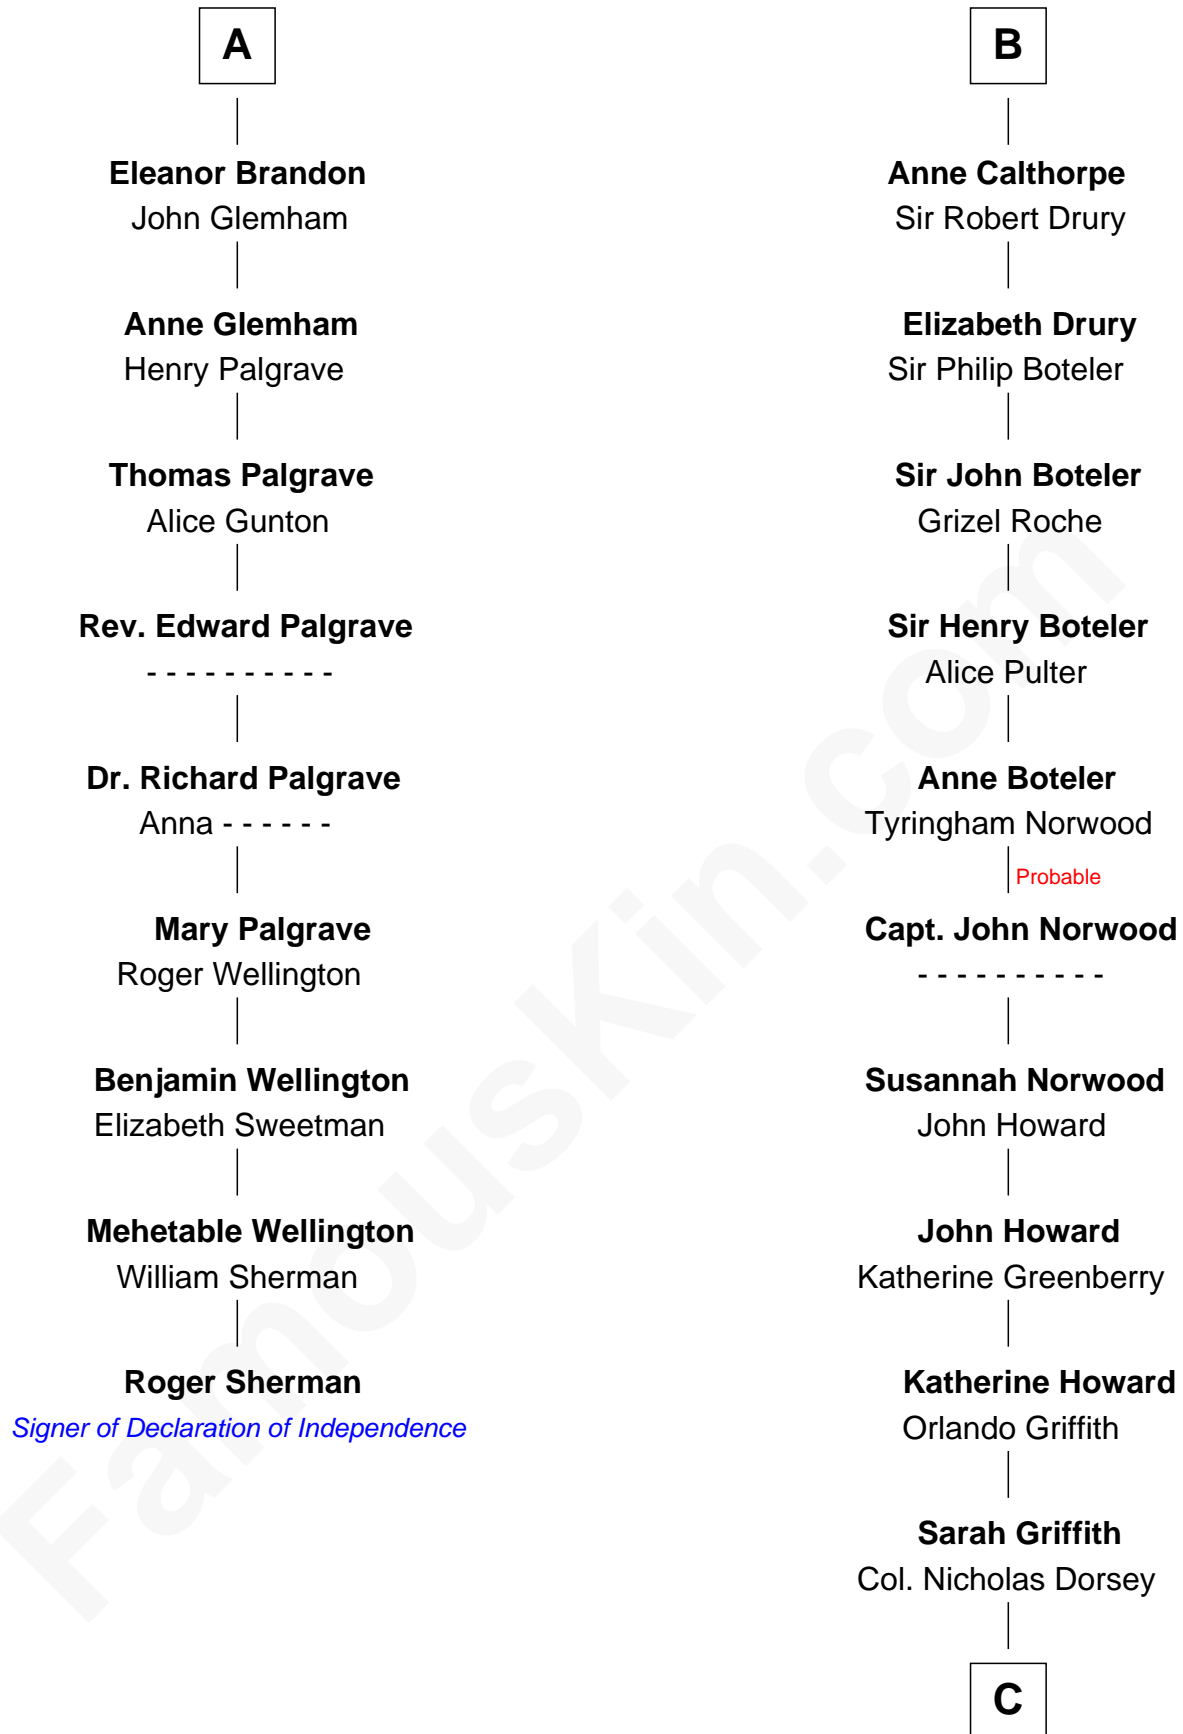 A
Eleanor Brandon
John Glemham
Anne Glemham
Henry Palgrave
Thomas Palgrave
Alice Gunton
Rev. Edward Palgrave
- - - - - - - - - -
Dr. Richard Palgrave
Anna - - - - - -
Mary Palgrave
Roger Wellington
Benjamin Wellington
Elizabeth Sweetman
Mehetable Wellington
William Sherman
Roger Sherman
Signer of Declaration of Independence
B
Anne Calthorpe
Sir Robert Drury
Elizabeth Drury
Sir Philip Boteler
Sir John Boteler
Grizel Roche
Sir Henry Boteler
Alice Pulter
Anne Boteler
Tyringham Norwood
Probable
Capt. John Norwood
- - - - - - - - - -
Susannah Norwood
John Howard
John Howard
Katherine Greenberry
Katherine Howard
Orlando Griffith
Sarah Griffith
Col. Nicholas Dorsey
C
FamousKin.com